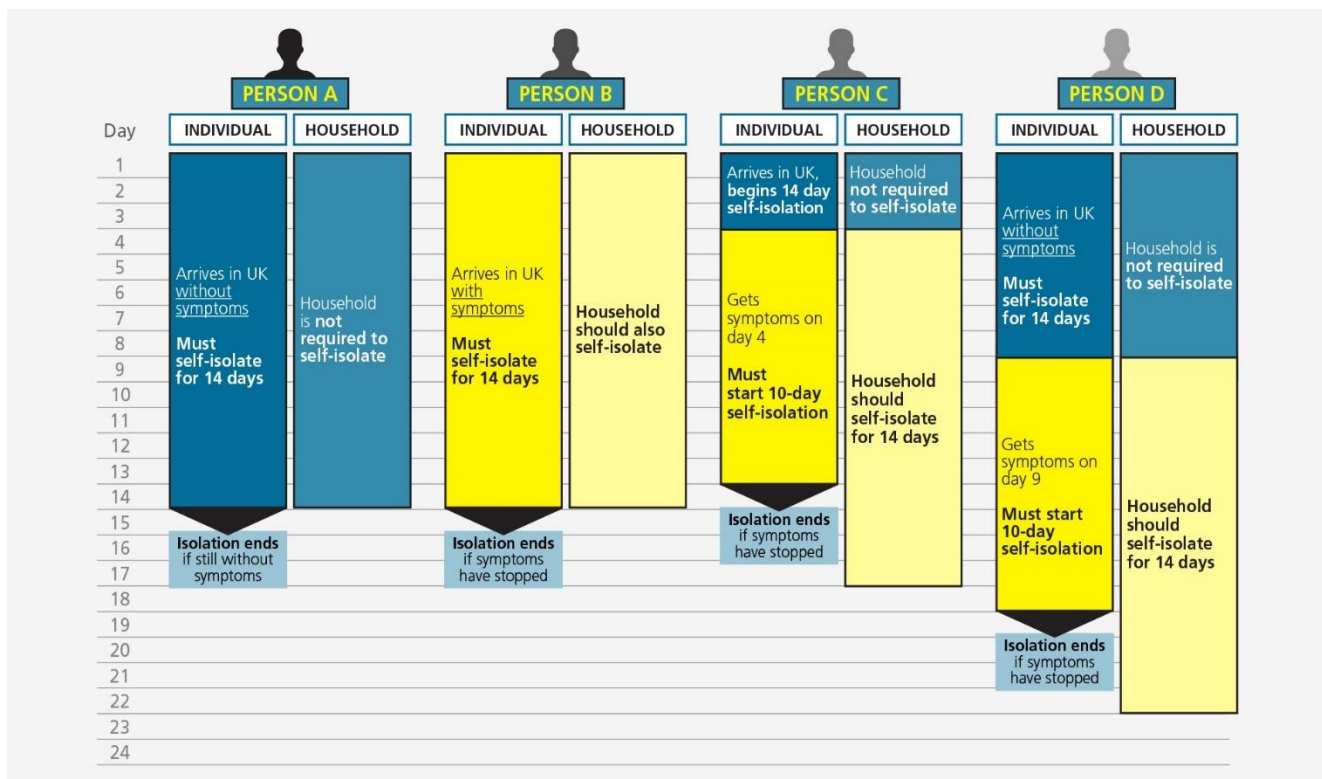 PERSON A
PERSON B
PERSON C
PERSON D
Day
INDIVIDUAL
HOUSEHOLD
INDIVIDUAL
HOUSEHOLD
INDIVIDUAL
HOUSEHOLD
INDIVIDUAL
HOUSEHOLD
1
2
3
4
5
6
7
8
9
10
11
12
13
14
15
16
17
18
19
20
21
22
23
24
Arrives in UK
without
symptoms
Must
self-isolate
for 14 days
Isolation ends
if still without
symptoms
Household
is not
required to
self-isolate
Arrives in UK
with
symptoms
Must
self-isolate
for 14 days
Isolation ends
if symptoms
have stopped
Household
should also
self-isolate
Arrives in UK,
begins 14 day
self-isolation
Gets
symptoms on
day 4
Must
start 10-day
self-isolation
Isolation ends
if symptoms
have stopped
Household
not required
to self-isolate
Household
should
self-isolate
for 14 days
Arrives in UK
without
symptoms
Must
self-isolate
for 14 days
Gets
symptoms on
day 9
Must start
10-day
self-isolation
Isolation ends
if symptoms
have stopped
Household is
not required
to self-isolate
Household
should
self-isolate
for 14 days